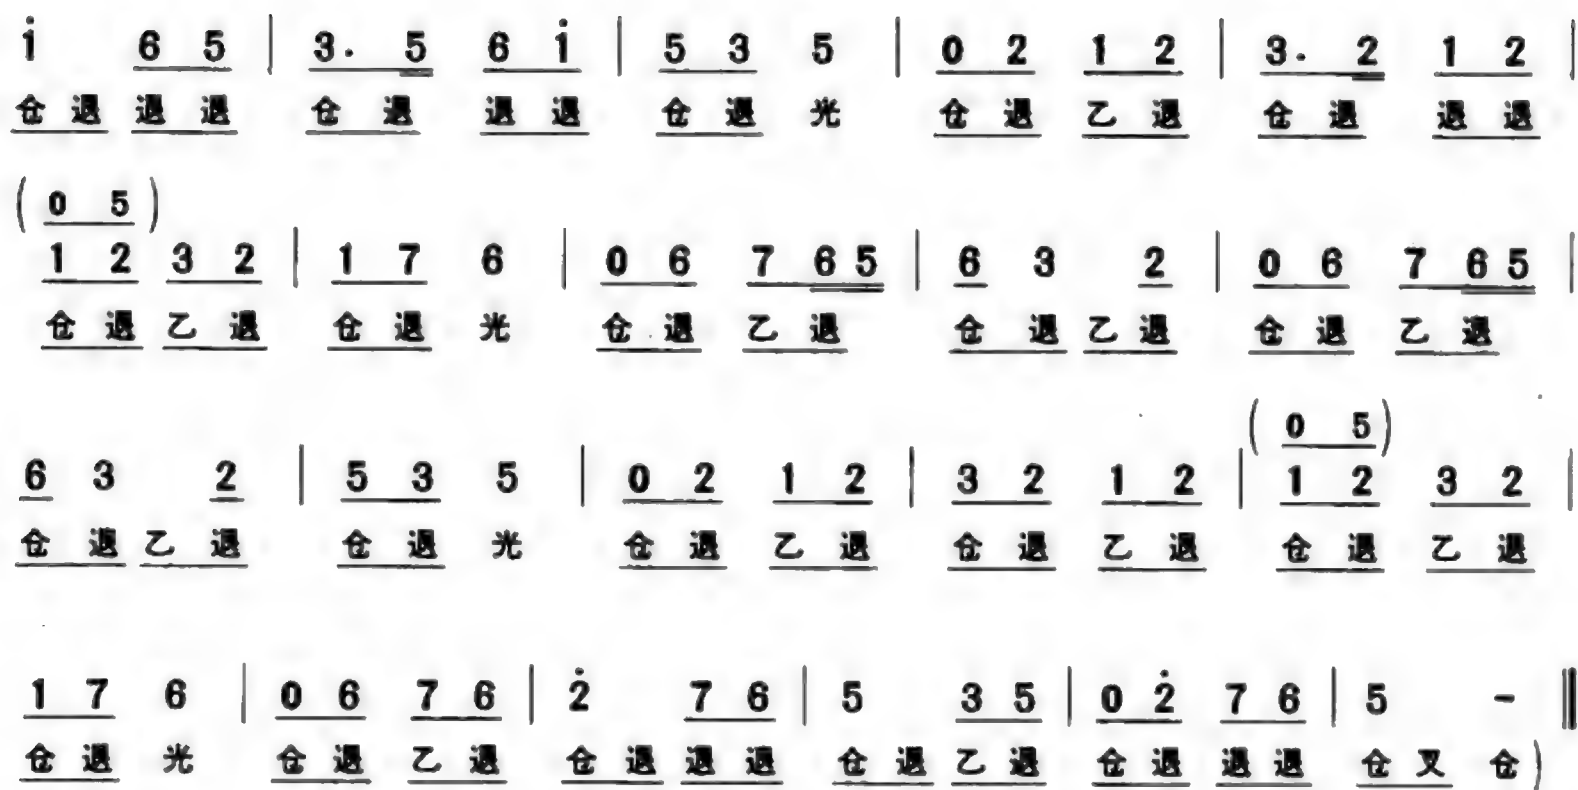 i̇ 6 5 | 3. 5 6 i̇ | 5 3 5 | 0 2 1 2 | 3. 2 1 2 |
仓 退 退 退 仓 退 退 退 仓 退 光 仓 退 乙 退 仓 退 退 退
( 0 5 )
1 2 3 2 | 1 7 6 | 0 6 7 6 5 | 6 3 2 | 0 6 7 6 5 |
仓 退 乙 退 仓 退 光 仓 退 乙 退 仓 退 乙 退 仓 退 乙 退
( 0 5 )
6 3 2 | 5 3 5 | 0 2 1 2 | 3 2 1 2 | 1 2 3 2 |
仓 退 乙 退 仓 退 光 仓 退 乙 退 仓 退 乙 退 仓 退 乙 退
1 7 6 | 0 6 7 6 | 2̇ 7 6 | 5 3 5 | 0 2̇ 7 6 | 5 - ‖
仓 退 光 仓 退 乙 退 仓 退 退 退 仓 退 乙 退 仓 退 退 退 仓 叉 仓 )